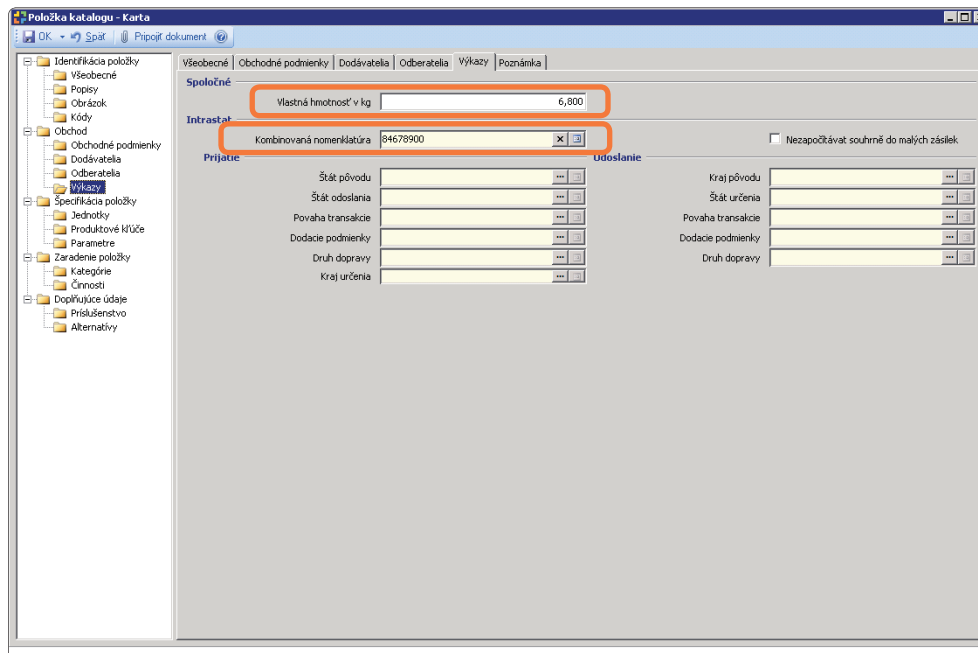 Položka katalogu - Karta
OK Späť Pripojiť dokument
Identifikácia položky
Všeobecné
Popisy
Obrázok
Kódy
Obchod
Obchodné podmienky
Dodávatelia
Odberatelia
Výkazy
Špecifikácia položky
Jednotky
Produktové kľúče
Parametre
Zaradenie položky
Kategórie
Činnosti
Doplňujúce údaje
Príslušenstvo
Alternatívy
Všeobecné Obchodné podmienky Dodávatelia Odberatelia Výkazy Poznámka
Spoločné
Vlastná hmotnosť v kg 6,800
Intrastat
Kombinovaná nomenklatúra 84678900 Nezapočítávat souhrně do malých zásilek
Prijatie Odoslanie
Štát pôvodu Kraj pôvodu
Štát odoslania Štát určenia
Povaha transakcie Povaha transakcie
Dodacie podmienky Dodacie podmienky
Druh dopravy Druh dopravy
Kraj určenia